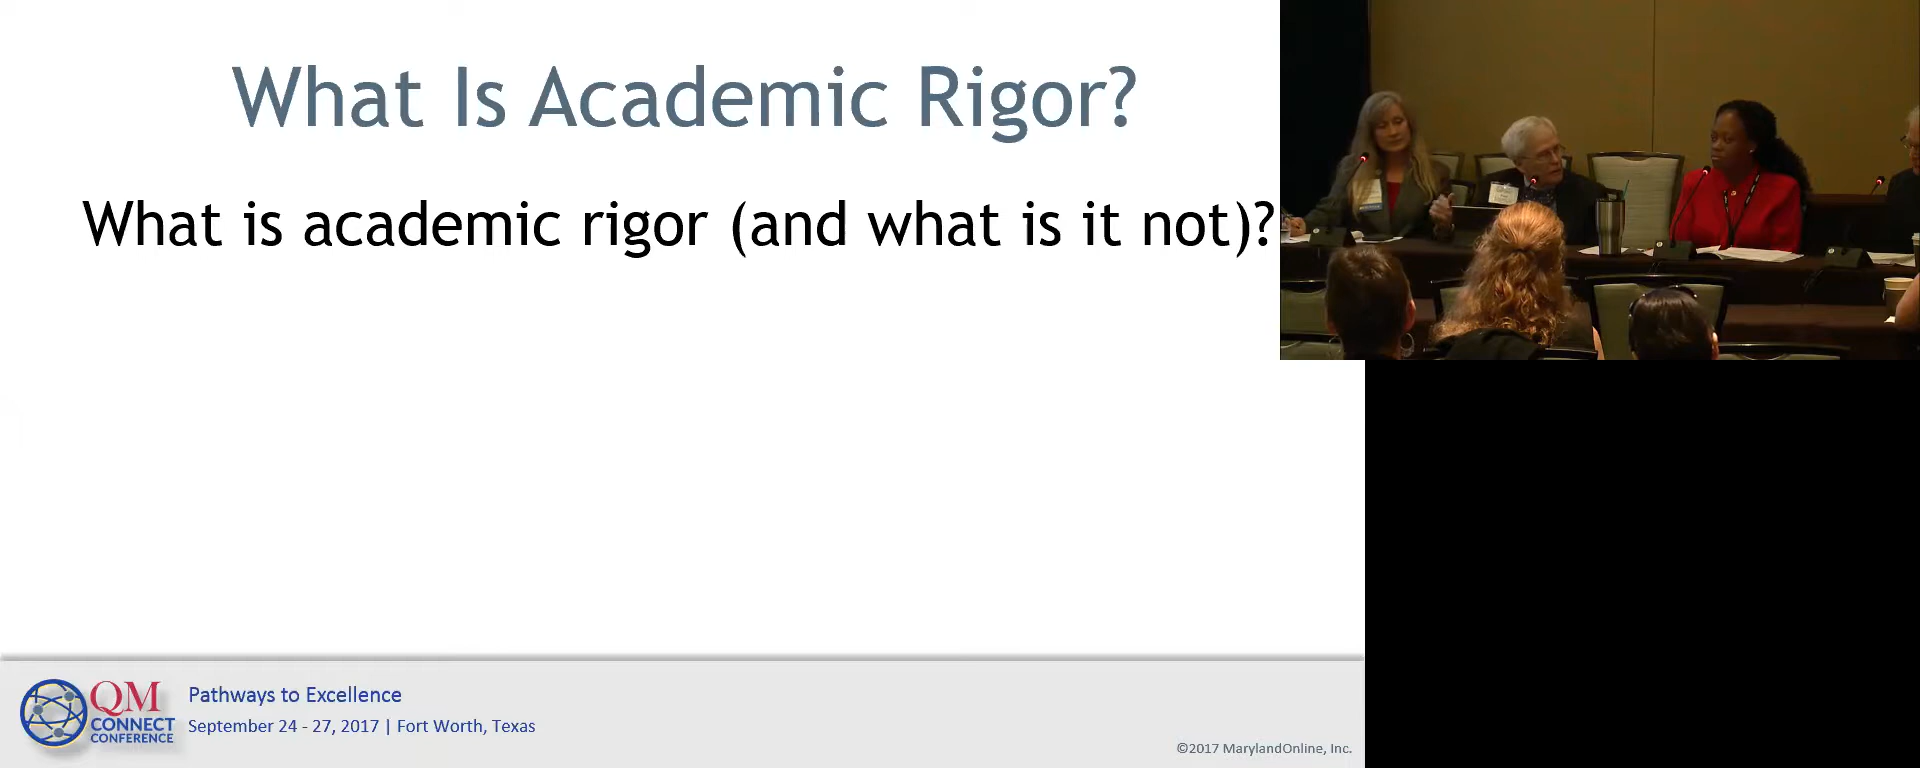 What Is Academic Rigor?
What is academic rigor (and what is it not)?
QM
CONNECT
CONFERENCE
Pathways to Excellence
September 24 - 27, 2017 | Fort Worth, Texas
©2017 MarylandOnline, Inc.